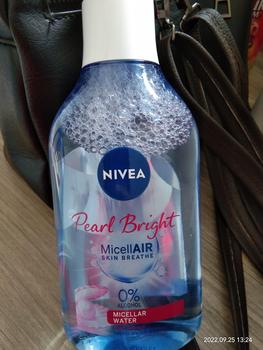 NIVEA
Pearl Bright
MicellAIR
SKIN BREATHE
0%
ALCOHOL
MICELLAR
WATER
2022.09.25 13:24